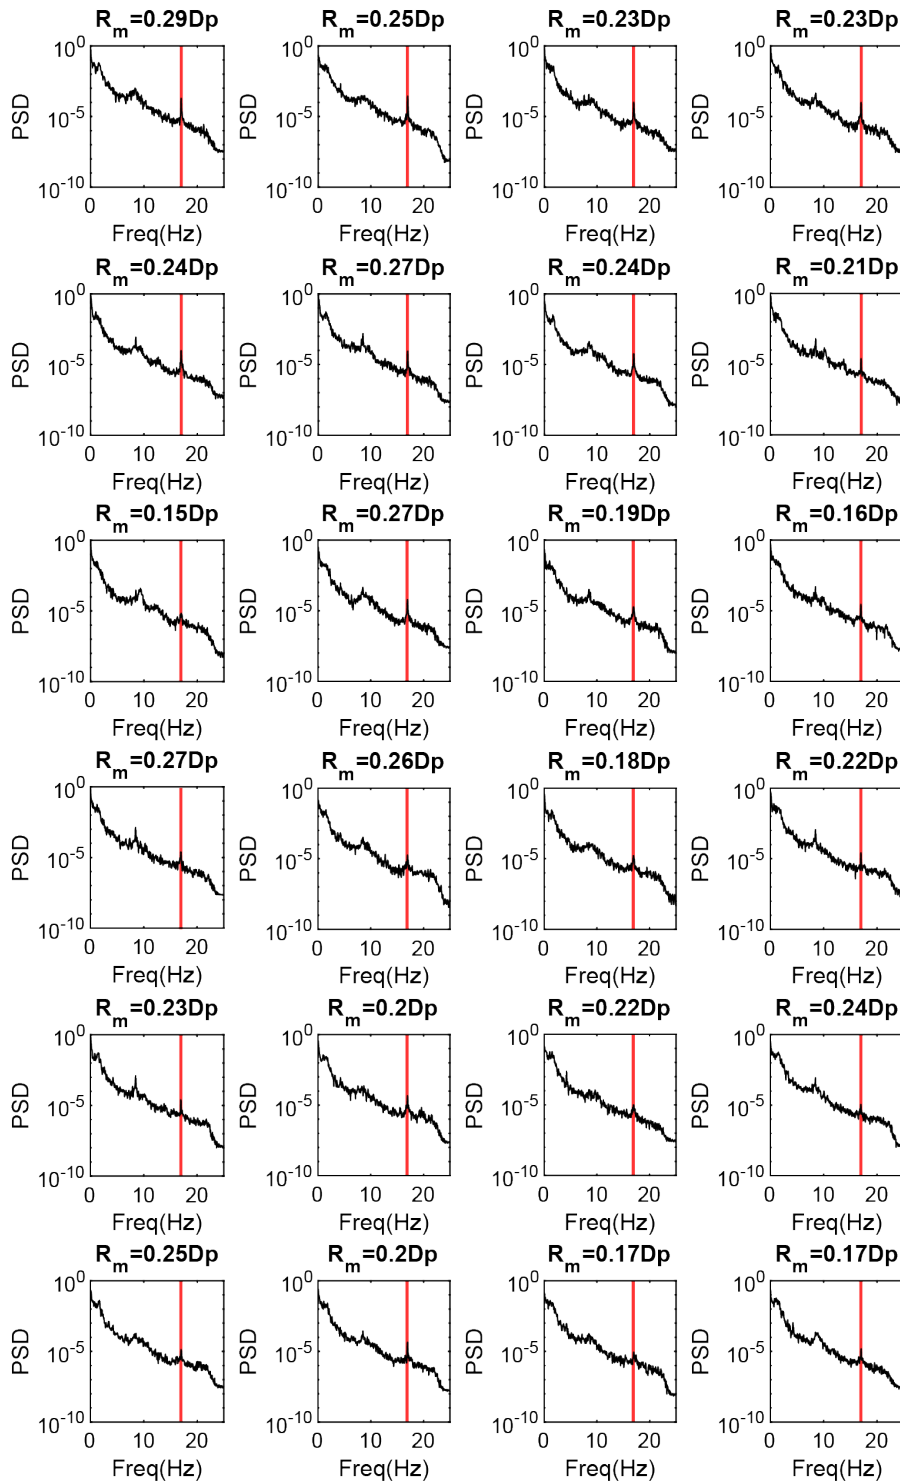 R_m=0.29Dp R_m=0.25Dp R_m=0.23Dp R_m=0.23Dp
10^0 10^0 10^0 10^0
PSD PSD PSD PSD
10^-5 10^-5 10^-5 10^-5
10^-10 10^-10 10^-10 10^-10
0 10 20 0 10 20 0 10 20 0 10 20
Freq(Hz) Freq(Hz) Freq(Hz) Freq(Hz)
R_m=0.24Dp R_m=0.27Dp R_m=0.24Dp R_m=0.21Dp
10^0 10^0 10^0 10^0
PSD PSD PSD PSD
10^-5 10^-5 10^-5 10^-5
10^-10 10^-10 10^-10 10^-10
0 10 20 0 10 20 0 10 20 0 10 20
Freq(Hz) Freq(Hz) Freq(Hz) Freq(Hz)
R_m=0.15Dp R_m=0.27Dp R_m=0.19Dp R_m=0.16Dp
10^0 10^0 10^0 10^0
PSD PSD PSD PSD
10^-5 10^-5 10^-5 10^-5
10^-10 10^-10 10^-10 10^-10
0 10 20 0 10 20 0 10 20 0 10 20
Freq(Hz) Freq(Hz) Freq(Hz) Freq(Hz)
R_m=0.27Dp R_m=0.26Dp R_m=0.18Dp R_m=0.22Dp
10^0 10^0 10^0 10^0
PSD PSD PSD PSD
10^-5 10^-5 10^-5 10^-5
10^-10 10^-10 10^-10 10^-10
0 10 20 0 10 20 0 10 20 0 10 20
Freq(Hz) Freq(Hz) Freq(Hz) Freq(Hz)
R_m=0.23Dp R_m=0.2Dp R_m=0.22Dp R_m=0.24Dp
10^0 10^0 10^0 10^0
PSD PSD PSD PSD
10^-5 10^-5 10^-5 10^-5
10^-10 10^-10 10^-10 10^-10
0 10 20 0 10 20 0 10 20 0 10 20
Freq(Hz) Freq(Hz) Freq(Hz) Freq(Hz)
R_m=0.25Dp R_m=0.2Dp R_m=0.17Dp R_m=0.17Dp
10^0 10^0 10^0 10^0
PSD PSD PSD PSD
10^-5 10^-5 10^-5 10^-5
10^-10 10^-10 10^-10 10^-10
0 10 20 0 10 20 0 10 20 0 10 20
Freq(Hz) Freq(Hz) Freq(Hz) Freq(Hz)